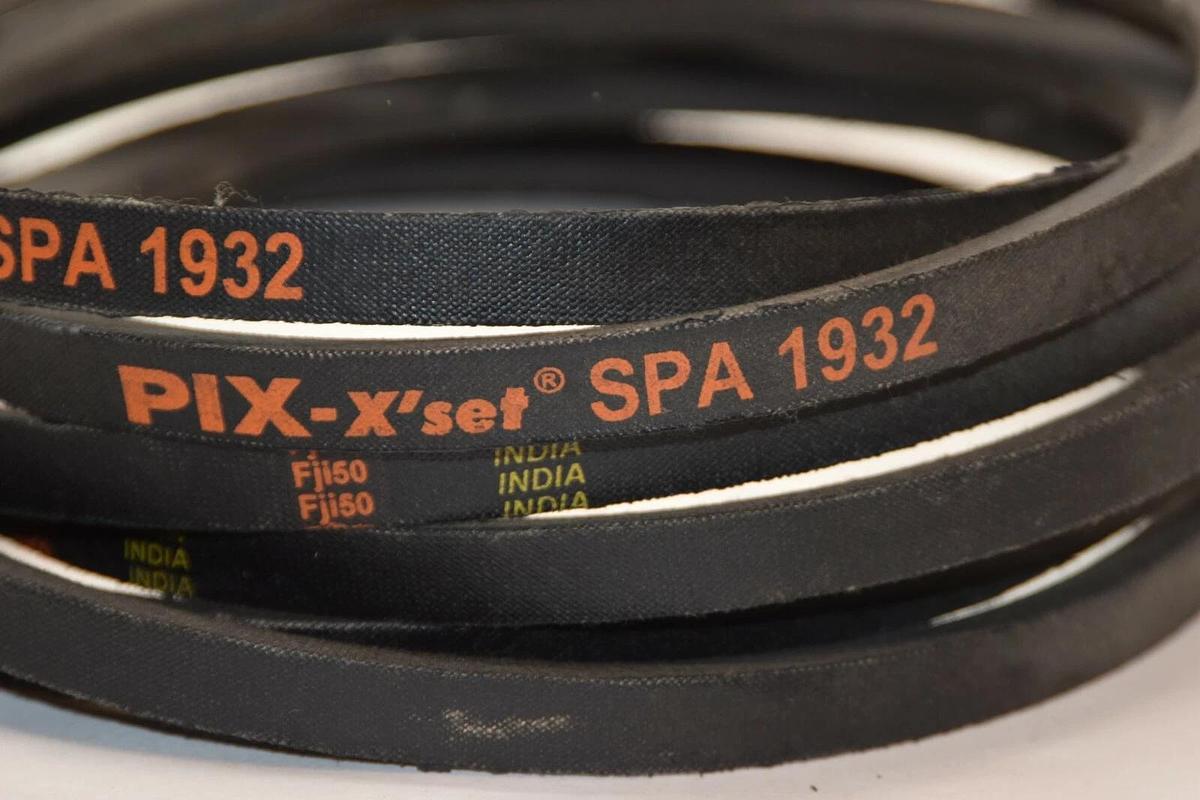 SPA 1932
PIX-X'set® SPA 1932
INDIA
Fji50 INDIA
Fji50 INDIA
INDIA
INDIA